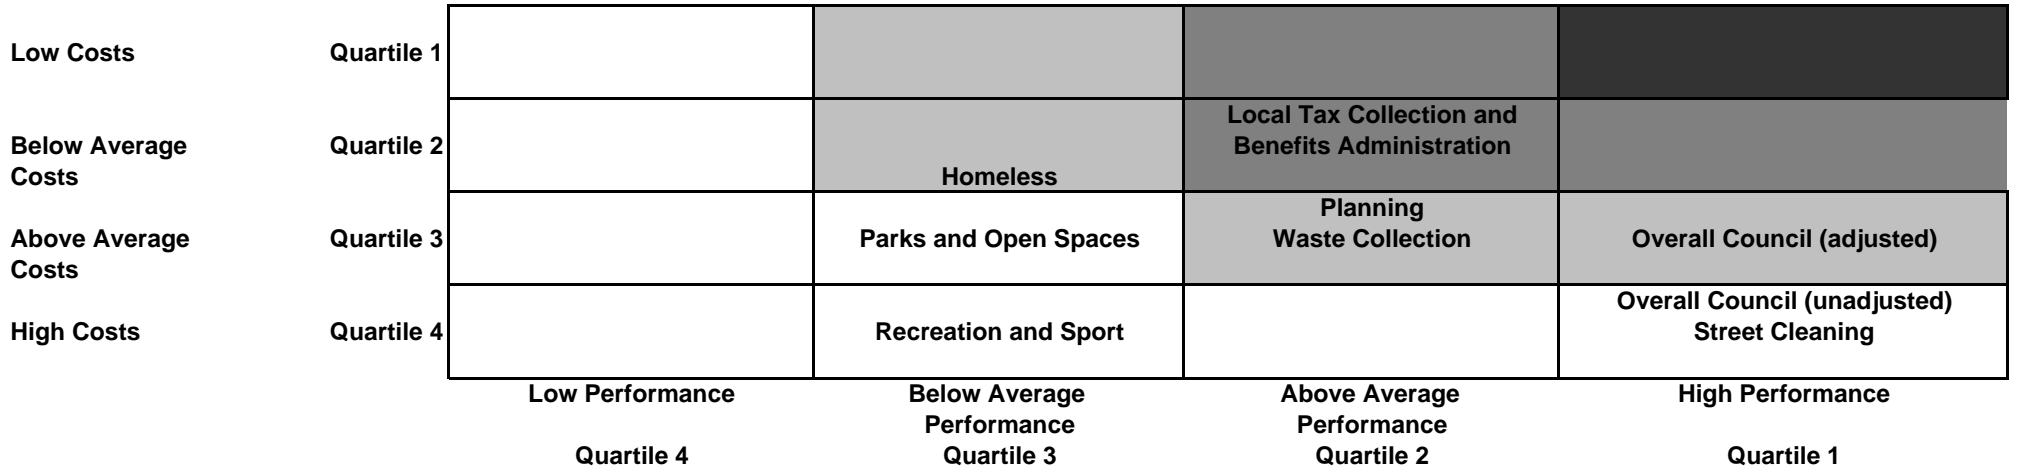 Low Costs Quartile 1
Local Tax Collection and
Below Average Quartile 2 Benefits Administration
Costs Homeless
Planning
Above Average Quartile 3 Parks and Open Spaces Waste Collection Overall Council (adjusted)
Costs
Overall Council (unadjusted)
High Costs Quartile 4 Recreation and Sport Street Cleaning
Low Performance Below Average Above Average High Performance
Performance Performance
Quartile 4 Quartile 3 Quartile 2 Quartile 1